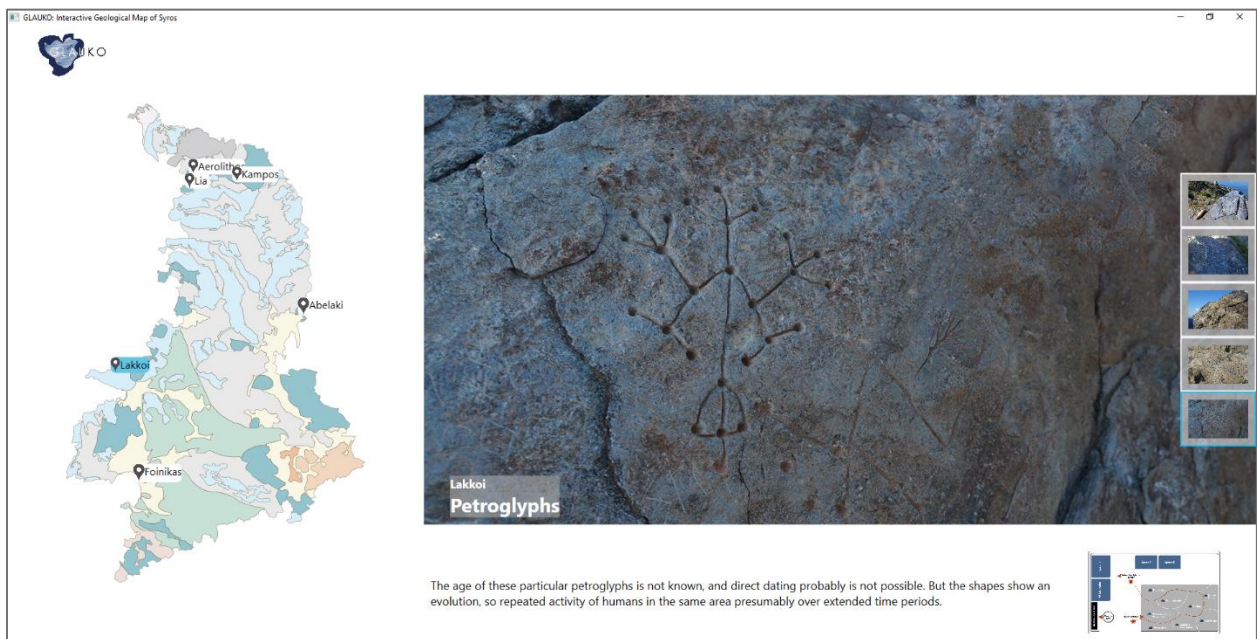 GLAUKO: Interactive Geological Map of Syros
GLAUKO
Aerolithos
Kampos
Lia
Abelaki
Lakkoi
Foinikas
Lakkoi
Petroglyphs
The age of these particular petroglyphs is not known, and direct dating probably is not possible. But the shapes show an
evolution, so repeated activity of humans in the same area presumably over extended time periods.